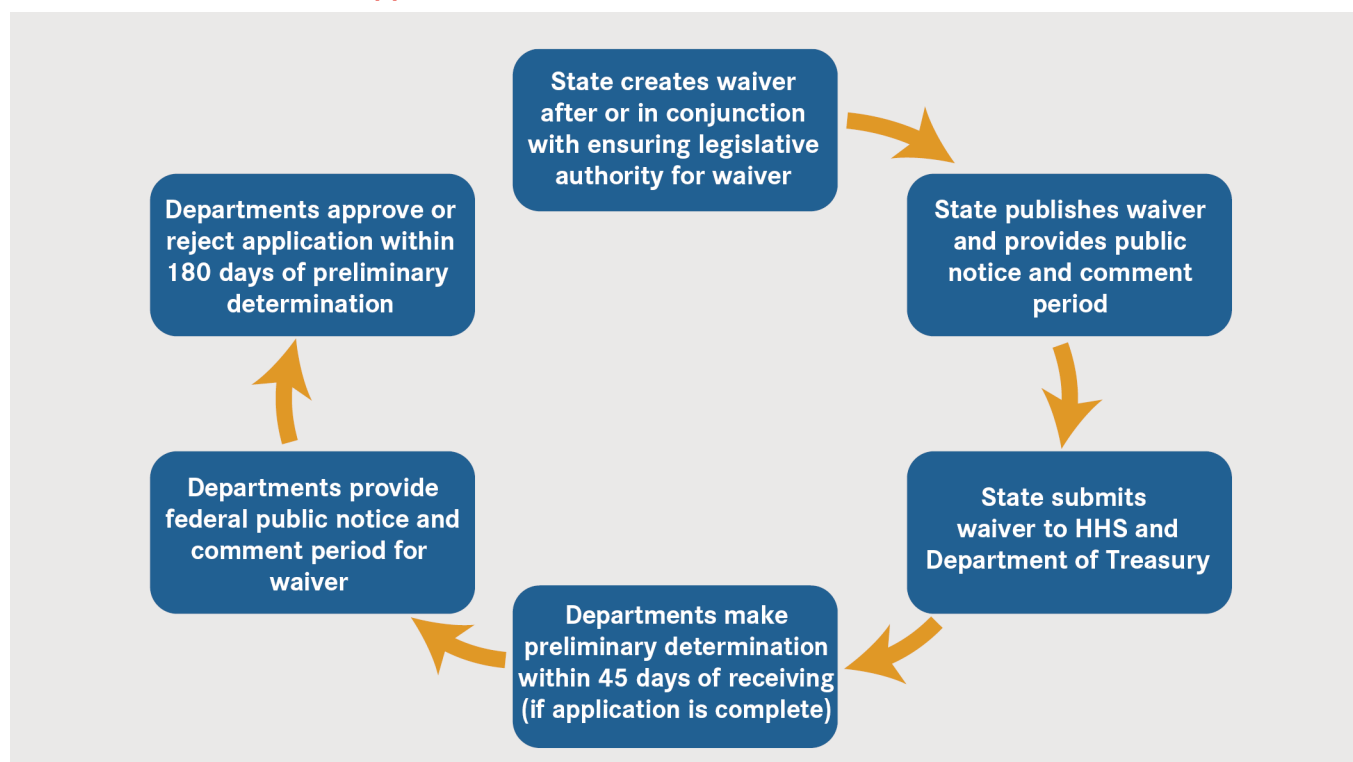 State creates waiver
after or in conjunction
with ensuring legislative
authority for waiver
State publishes waiver
and provides public
notice and comment
period
State submits
waiver to HHS and
Department of Treasury
Departments make
preliminary determination
within 45 days of receiving
(if application is complete)
Departments provide
federal public notice and
comment period for
waiver
Departments approve or
reject application within
180 days of preliminary
determination